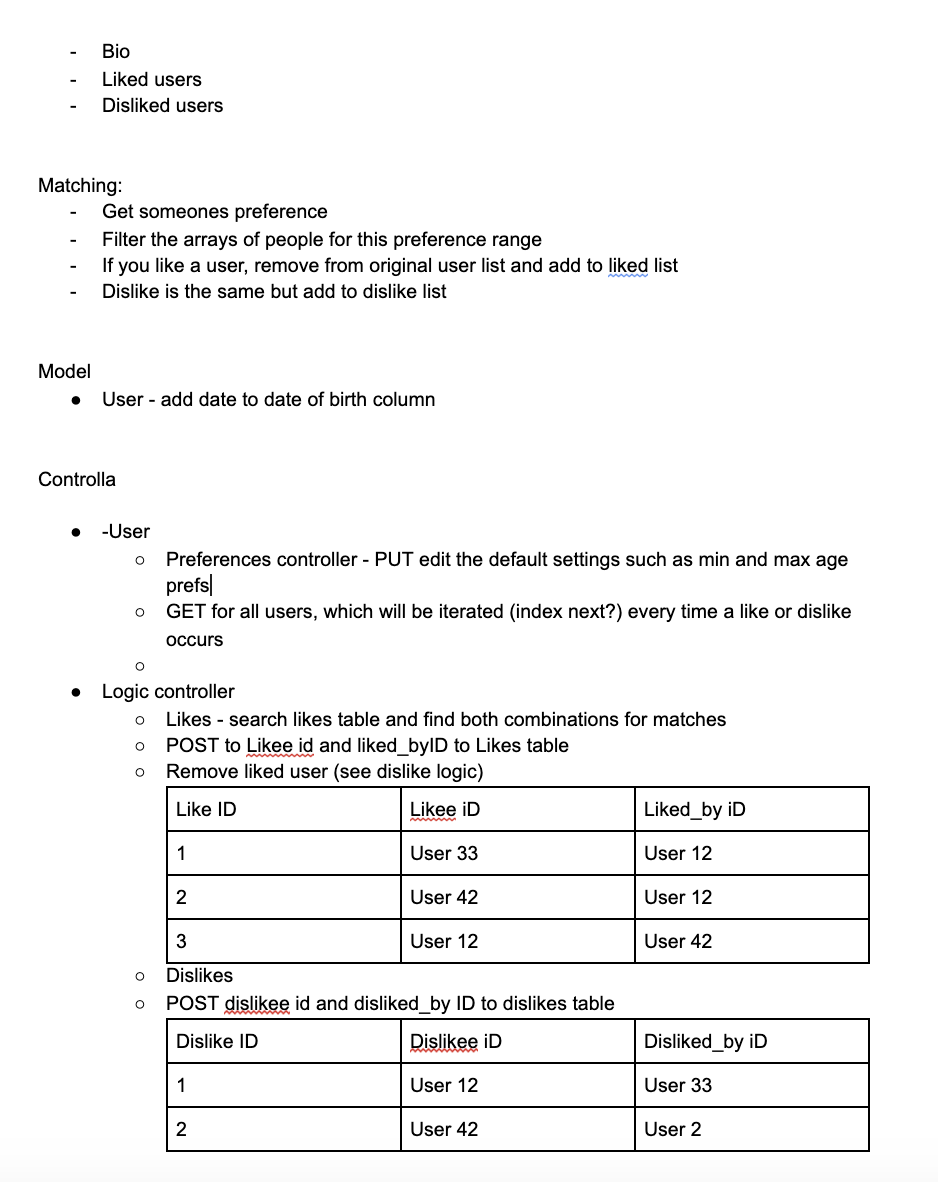 - Bio
- Liked users
- Disliked users
Matching:
- Get someones preference
- Filter the arrays of people for this preference range
- If you like a user, remove from original user list and add to liked list
- Dislike is the same but add to dislike list
Model
● User - add date to date of birth column
Controlla
● -User
○ Preferences controller - PUT edit the default settings such as min and max age
prefs
○ GET for all users, which will be iterated (index next?) every time a like or dislike
occurs
○
● Logic controller
○ Likes - search likes table and find both combinations for matches
○ POST to Likee id and liked_byID to Likes table
○ Remove liked user (see dislike logic)
Like ID Likee iD Liked_by iD
1 User 33 User 12
2 User 42 User 12
3 User 12 User 42
○ Dislikes
○ POST dislikee id and disliked_by ID to dislikes table
Dislike ID Dislikee iD Disliked_by iD
1 User 12 User 33
2 User 42 User 2